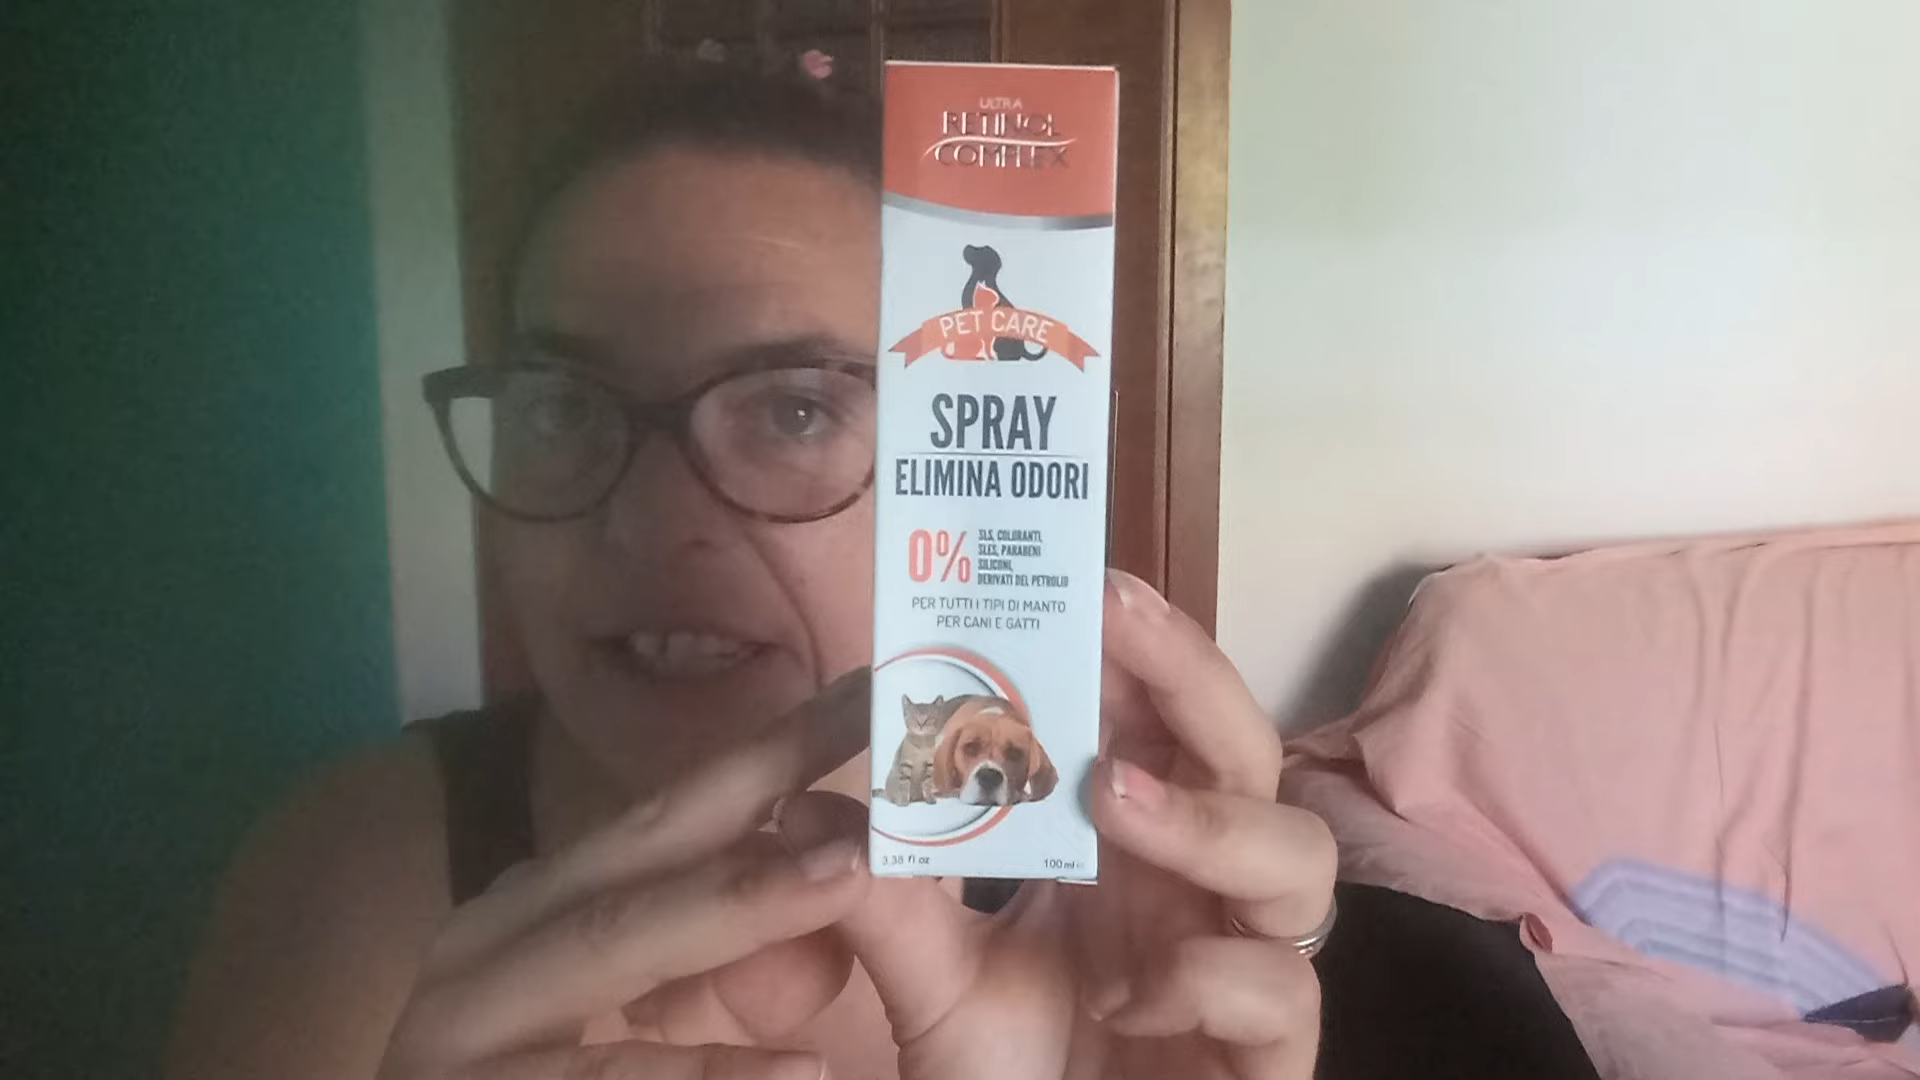 ULTRA
RETINOL
COMPLEX
PET CARE
SPRAY
ELIMINA ODORI
0%
SLS, COLORANTI,
SLES, PARABENI
SILICONI,
DERIVATI DEL PETROLIO
PER TUTTI I TIPI DI MANTO
PER CANI E GATTI
3.38 fl oz
100 ml e